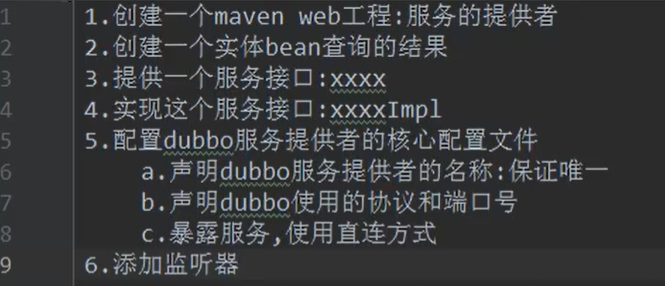 1 1.创建一个maven web工程:服务的提供者
2 2.创建一个实体bean查询的结果
3 3.提供一个服务接口:xxxx
4 4.实现这个服务接口:xxxxImpl
5 5.配置dubbo服务提供者的核心配置文件
6 a.声明dubbo服务提供者的名称:保证唯一
7 b.声明dubbo使用的协议和端口号
8 c.暴露服务,使用直连方式
9 6.添加监听器